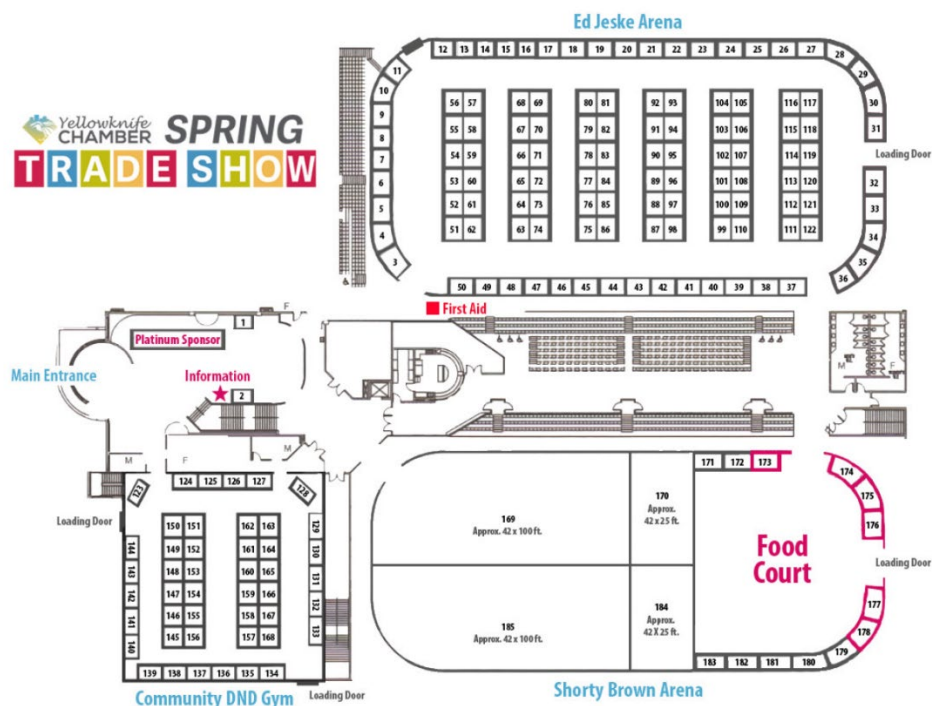 Ed Jeske Arena
Yellowknife
CHAMBER SPRING
TRADE SHOW
12 13 14 15 16 17 18 19 20 21 22 23 24 25 26 27 28
11 29
10 30
9 31
8
7
6
5
4
3
56 57 68 69 80 81 92 93 104 105 116 117
55 58 67 70 79 82 91 94 103 106 115 118
54 59 66 71 78 83 90 95 102 107 114 119
53 60 65 72 77 84 89 96 101 108 113 120
52 61 64 73 76 85 88 97 100 109 112 121
51 62 63 74 75 86 87 98 99 110 111 122
Loading Door
32
33
34
35
36
50 49 48 47 46 45 44 43 42 41 40 39 38 37
First Aid
F
1
Platinum Sponsor
Main Entrance
Information
2
M F
M F M
123 124 125 126 127 128
Loading Door
150 151 162 163
149 152 161 164
148 153 160 165
147 154 159 166
146 155 158 167
145 156 157 168
144
143
142
141
140
129
130
131
132
133
139 138 137 136 135 134
Community DND Gym
Loading Door
171 172 173
174
175
176
169
Approx. 42 x 100 ft.
170
Approx.
42 x 25 ft.
Food
Court
Loading Door
185
Approx. 42 x 100 ft.
184
Approx.
42 X 25 ft.
177
178
179
183 182 181 180
Shorty Brown Arena